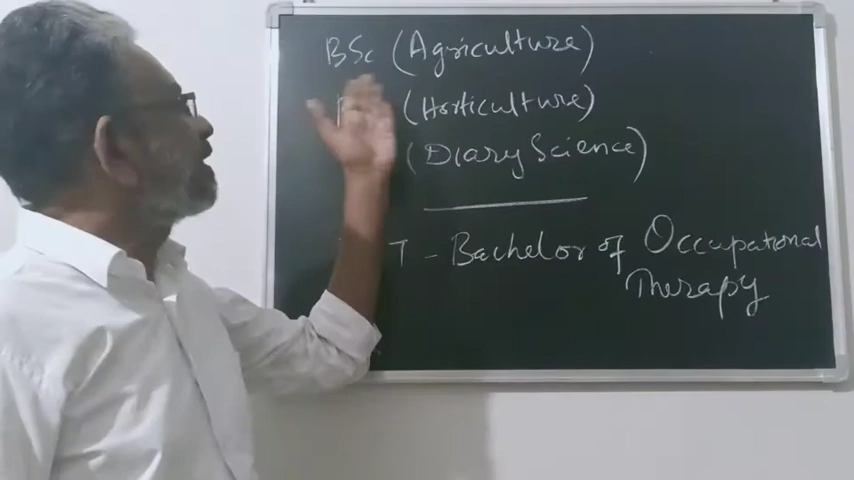 BSc (Agriculture)
(Horticulture)
(Diary Science)
T - Bachelor of Occupational
Therapy